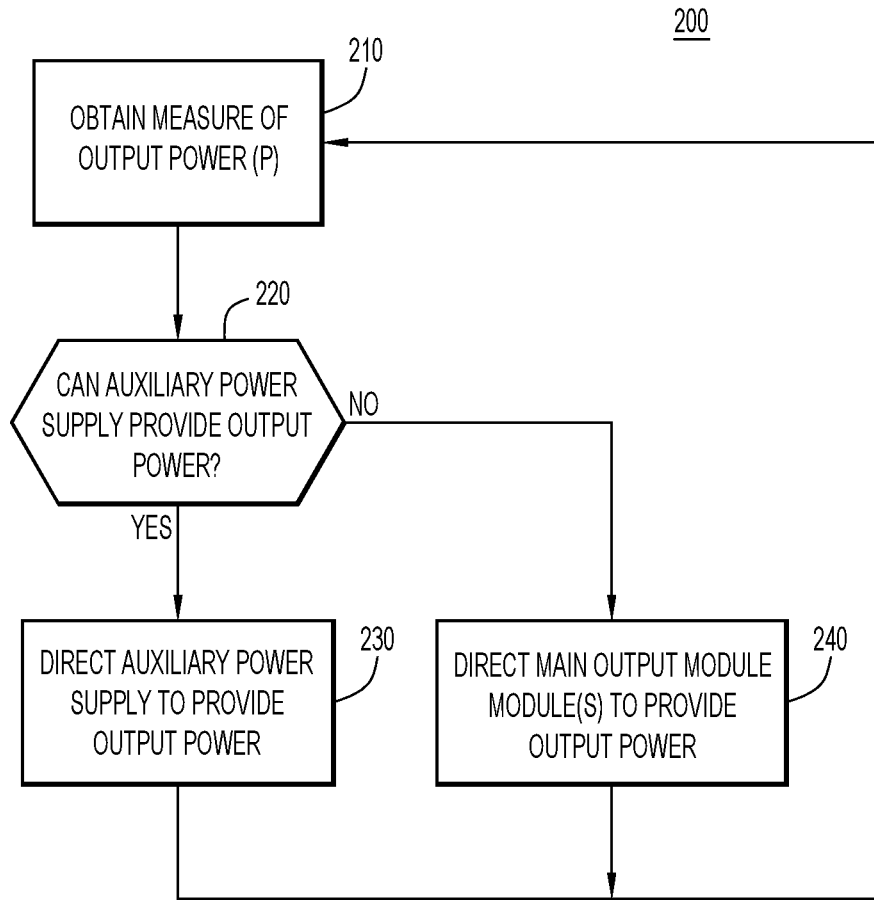 200
210
OBTAIN MEASURE OF
OUTPUT POWER (P)
220
CAN AUXILIARY POWER
SUPPLY PROVIDE OUTPUT
POWER?
NO
YES
230
DIRECT AUXILIARY POWER
SUPPLY TO PROVIDE
OUTPUT POWER
240
DIRECT MAIN OUTPUT MODULE
MODULE(S) TO PROVIDE
OUTPUT POWER